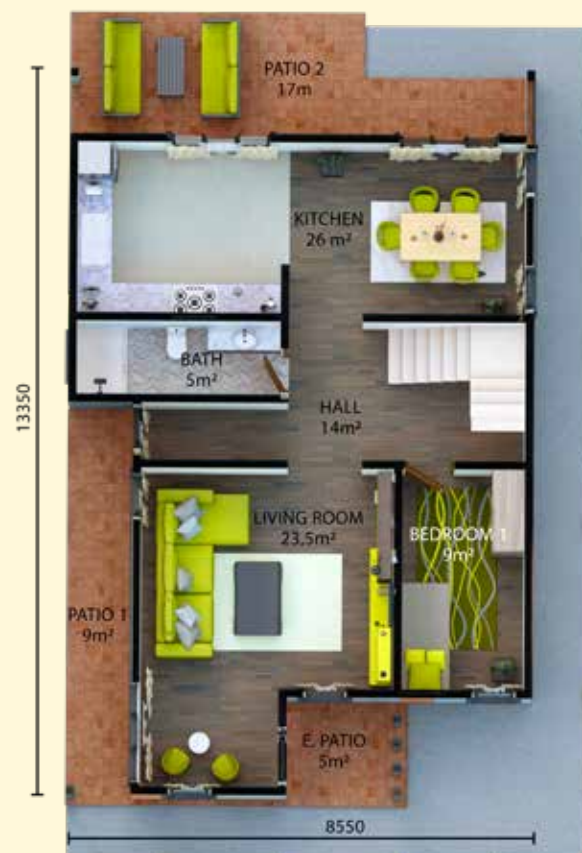 PATIO 2
17m
KITCHEN
26 m²
BATH
5m²
HALL
14m²
13350
LIVING ROOM
23,5m²
BEDROOM 1
9m²
PATIO 1
9m²
E. PATIO
5m²
8550